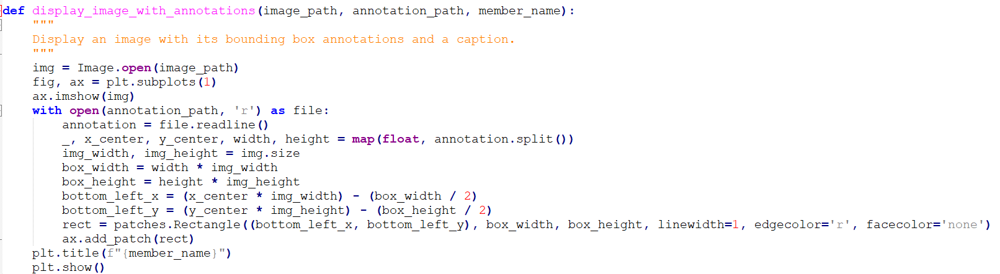 def display_image_with_annotations(image_path, annotation_path, member_name):
    """
    Display an image with its bounding box annotations and a caption.
    """
    img = Image.open(image_path)
    fig, ax = plt.subplots(1)
    ax.imshow(img)
    with open(annotation_path, 'r') as file:
        annotation = file.readline()
        _, x_center, y_center, width, height = map(float, annotation.split())
        img_width, img_height = img.size
        box_width = width * img_width
        box_height = height * img_height
        bottom_left_x = (x_center * img_width) - (box_width / 2)
        bottom_left_y = (y_center * img_height) - (box_height / 2)
        rect = patches.Rectangle((bottom_left_x, bottom_left_y), box_width, box_height, linewidth=1, edgecolor='r', facecolor='none')
        ax.add_patch(rect)
    plt.title(f"{member_name}")
    plt.show()